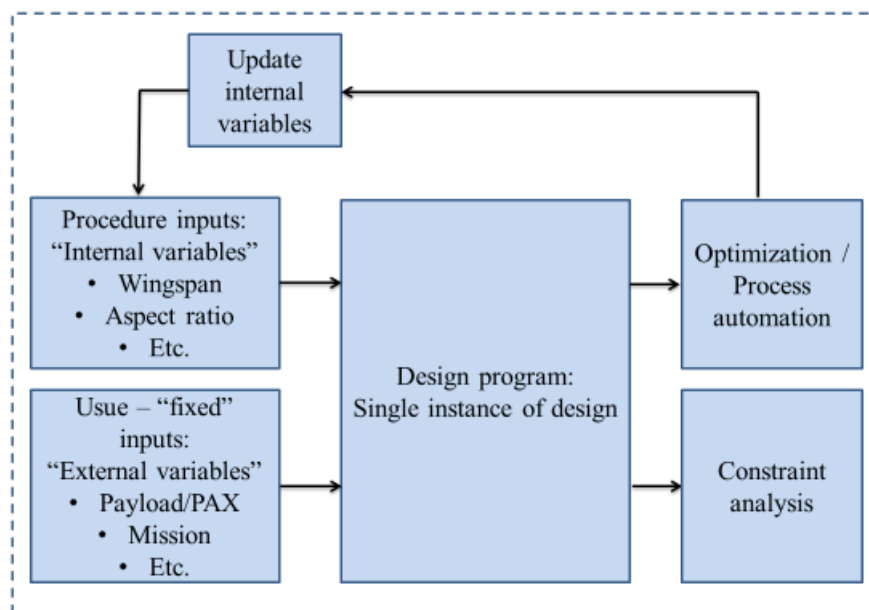 Update
internal
variables
Procedure inputs:
“Internal variables”
• Wingspan
• Aspect ratio
• Etc.
Usue – “fixed”
inputs:
“External variables”
• Payload/PAX
• Mission
• Etc.
Design program:
Single instance of design
Optimization /
Process
automation
Constraint
analysis